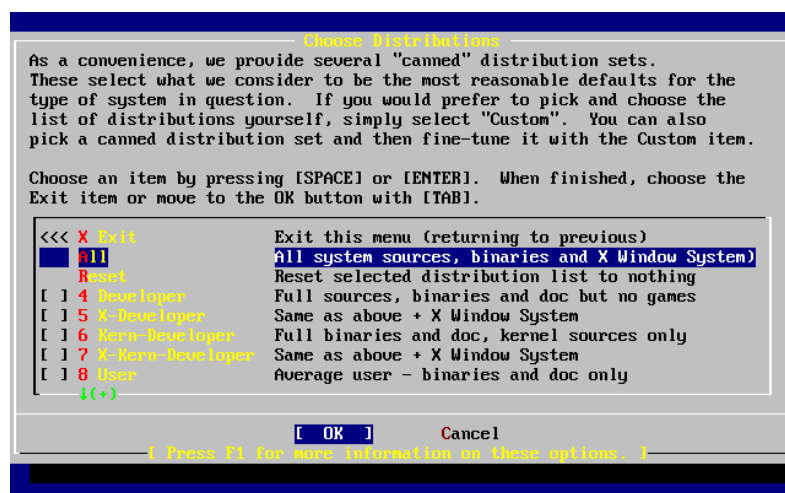 Choose Distributions
As a convenience, we provide several "canned" distribution sets.
These select what we consider to be the most reasonable defaults for the
type of system in question.  If you would prefer to pick and choose the
list of distributions yourself, simply select "Custom".  You can also
pick a canned distribution set and then fine-tune it with the Custom item.
Choose an item by pressing [SPACE] or [ENTER].  When finished, choose the
Exit item or move to the OK button with [TAB].
<<< X Exit Exit this menu (returning to previous)
All All system sources, binaries and X Window System)
Reset Reset selected distribution list to nothing
[ ] 4 Developer Full sources, binaries and doc but no games
[ ] 5 X-Developer Same as above + X Window System
[ ] 6 Kern-Developer Full binaries and doc, kernel sources only
[ ] 7 X-Kern-Developer Same as above + X Window System
[ ] 8 User Average user - binaries and doc only
↓(+)
[ OK ] Cancel
[ Press F1 for more information on these options. ]